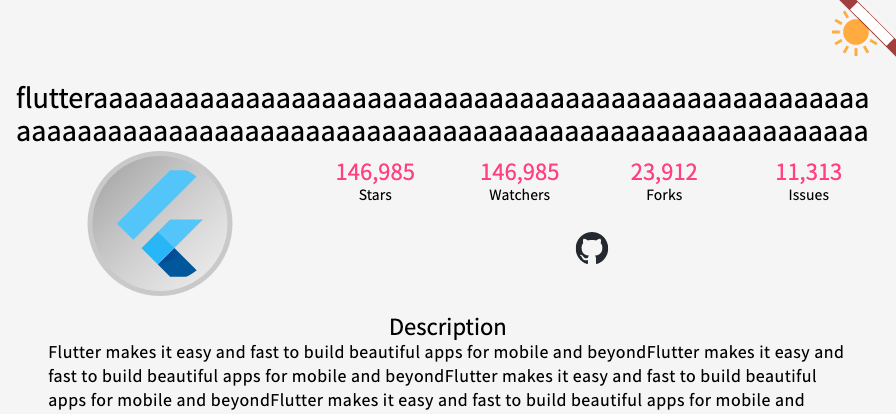 flutteraaaaaaaaaaaaaaaaaaaaaaaaaaaaaaaaaaaaaaaaaaaaaaaaaaa
aaaaaaaaaaaaaaaaaaaaaaaaaaaaaaaaaaaaaaaaaaaaaaaaaaaaaaaa
146,985 146,985 23,912 11,313
Stars Watchers Forks Issues
Description
Flutter makes it easy and fast to build beautiful apps for mobile and beyondFlutter makes it easy and
fast to build beautiful apps for mobile and beyondFlutter makes it easy and fast to build beautiful
apps for mobile and beyondFlutter makes it easy and fast to build beautiful apps for mobile and